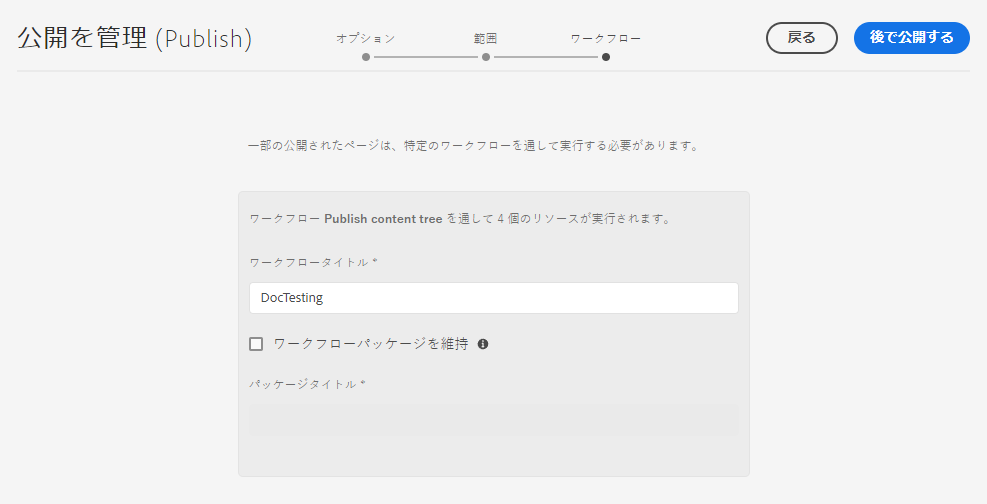 公開を管理 (Publish)
オプション
範囲
ワークフロー
戻る
後で公開する
一部の公開されたページは、特定のワークフローを通して実行する必要があります。
ワークフロー Publish content tree を通して 4 個のリソースが実行されます。
ワークフロータイトル *
DocTesting
ワークフローパッケージを維持
パッケージタイトル *